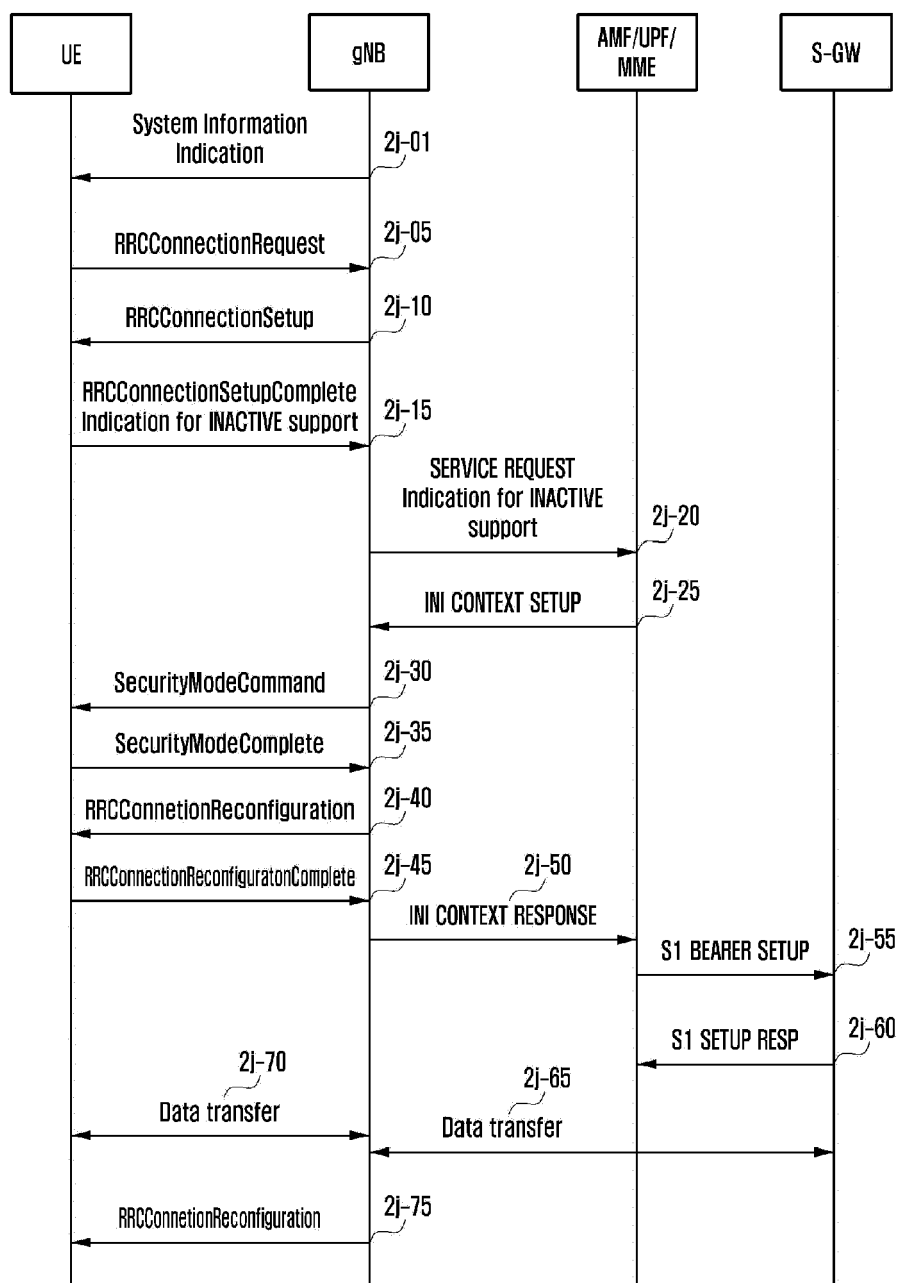 UE
gNB
AMF/UPF/
MME
S-GW
System Information
Indication
2j-01
RRCConnectionRequest
2j-05
RRCConnectionSetup
2j-10
RRCConnectionSetupComplete
Indication for INACTIVE support
2j-15
SERVICE REQUEST
Indication for INACTIVE
support
2j-20
INI CONTEXT SETUP
2j-25
SecurityModeCommand
2j-30
SecurityModeComplete
2j-35
RRCConnetionReconfiguration
2j-40
RRCConnectionReconfiguratonComplete
2j-45
2j-50
INI CONTEXT RESPONSE
S1 BEARER SETUP
2j-55
S1 SETUP RESP
2j-60
2j-70
Data transfer
2j-65
Data transfer
RRCConnetionReconfiguration
2j-75